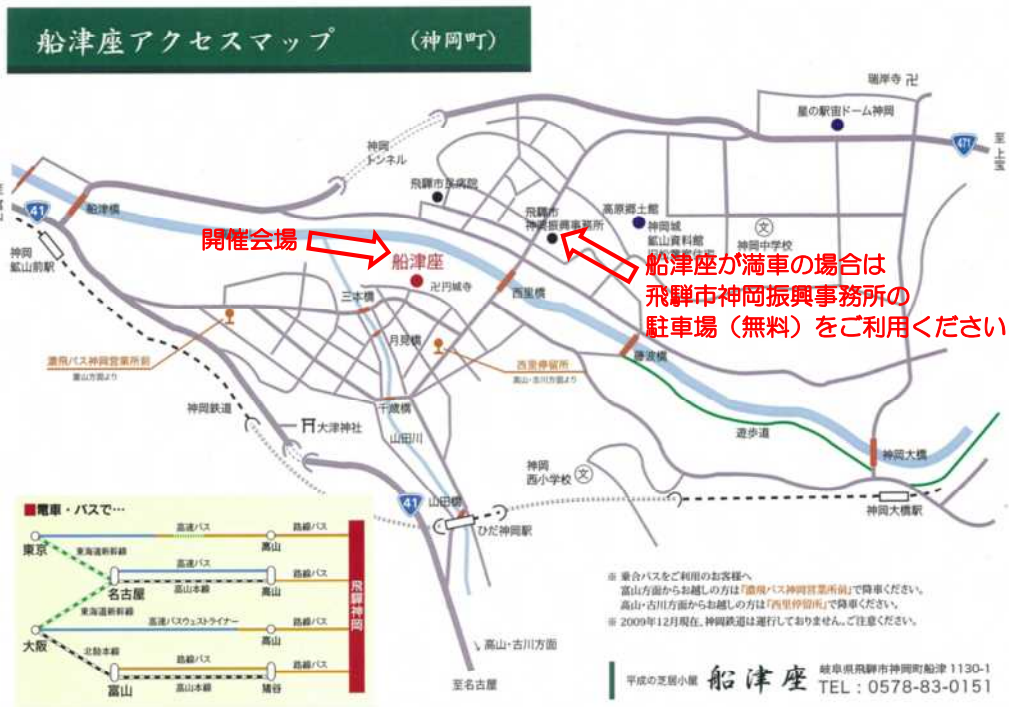 船津座アクセスマップ （神岡町）
瑞岸寺 卍
星の駅宙ドーム神岡
471
至上宝
神岡
トンネル
飛騨市民病院
高原郷土館
神岡城
鉱山資料館
飛騨市
神岡振興事務所
文
神岡中学校
41
船津橋
神岡
鉱山前駅
開催会場
船津座
卍円城寺
西里橋
船津座が満車の場合は
飛騨市神岡振興事務所の
駐車場（無料）をご利用ください
三本橋
月見橋
藤波橋
濃飛バス神岡営業所前
富山方面より
西里停留所
高山・古川方面より
神岡鉄道
千歳橋
大津神社
山田川
遊歩道
神岡大橋
神岡
西小学校
文
41
山田橋
ひだ神岡駅
神岡大橋駅
■電車・バスで…
東京
高速バス
高山
路線バス
東海道新幹線
名古屋
高速バス
高山本線
高山
路線バス
東海道新幹線
大阪
高速バスウェストライナー
高山
路線バス
北陸本線
富山
路線バス
高山本線
猪谷
路線バス
飛騨神岡
高山・古川方面
至名古屋
※ 乗合バスをご利用のお客様へ
富山方面からお越しの方は「濃飛バス神岡営業所前」で降車ください。
高山・古川方面からお越しの方は「西里停留所」で降車ください。
※ 2009年12月現在、神岡鉄道は運行しておりません。ご注意ください。
平成の芝居小屋 船津座
岐阜県飛騨市神岡町船津 1130-1
TEL：0578-83-0151